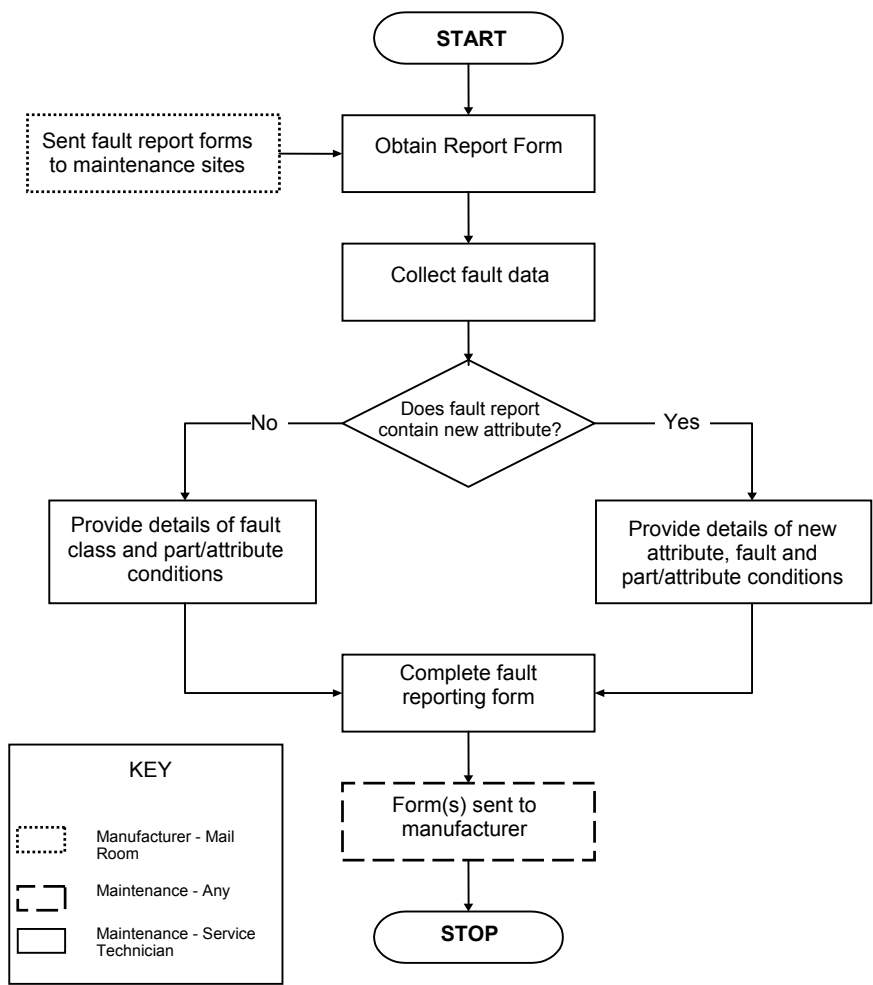 START
Sent fault report forms
to maintenance sites
Obtain Report Form
Collect fault data
Does fault report
contain new attribute?
No
Yes
Provide details of fault
class and part/attribute
conditions
Provide details of new
attribute, fault and
part/attribute conditions
Complete fault
reporting form
Form(s) sent to
manufacturer
STOP
KEY
Manufacturer - Mail
Room
Maintenance - Any
Maintenance - Service
Technician